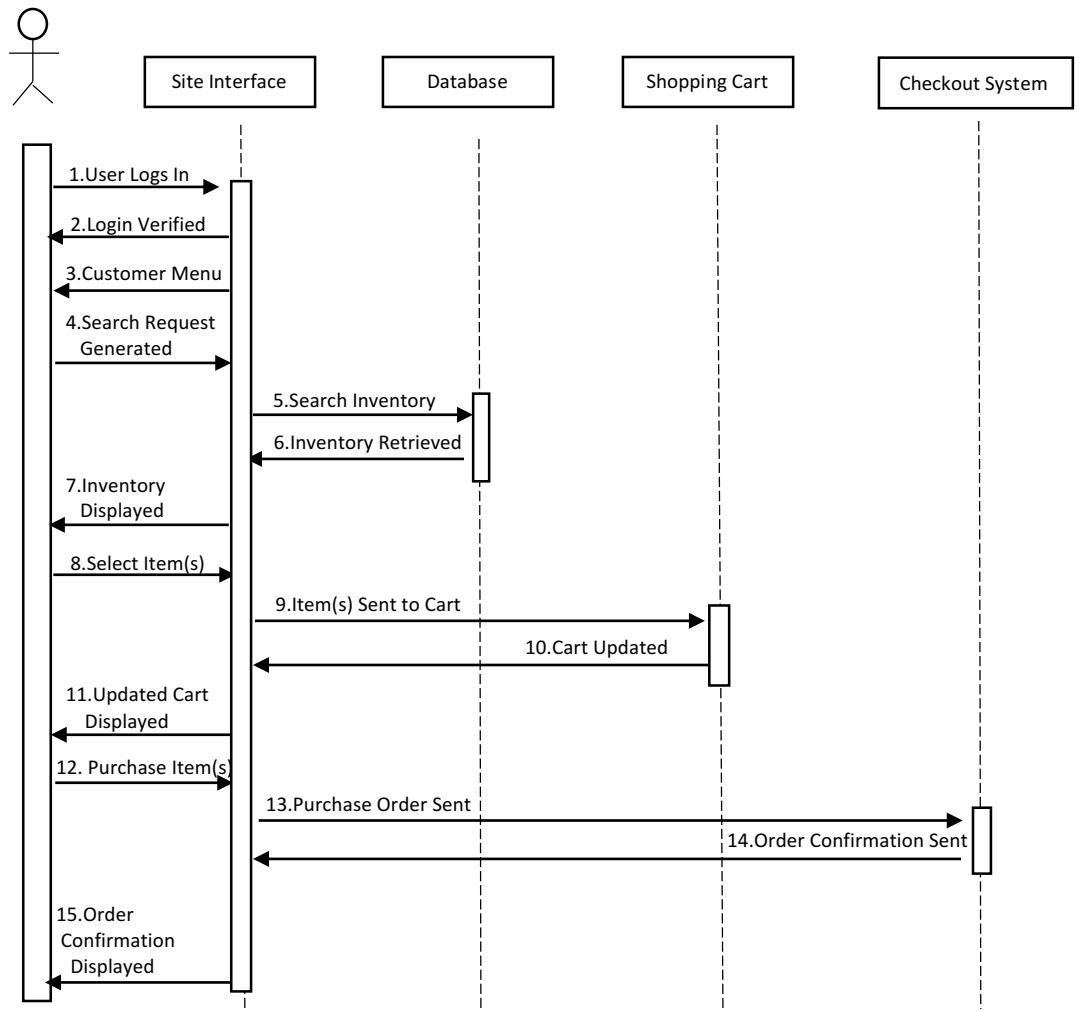 Site Interface
Database
Shopping Cart
Checkout System
1.User Logs In
2.Login Verified
3.Customer Menu
4.Search Request
Generated
5.Search Inventory
6.Inventory Retrieved
7.Inventory
Displayed
8.Select Item(s)
9.Item(s) Sent to Cart
10.Cart Updated
11.Updated Cart
Displayed
12. Purchase Item(s)
13.Purchase Order Sent
14.Order Confirmation Sent
15.Order
Confirmation
Displayed